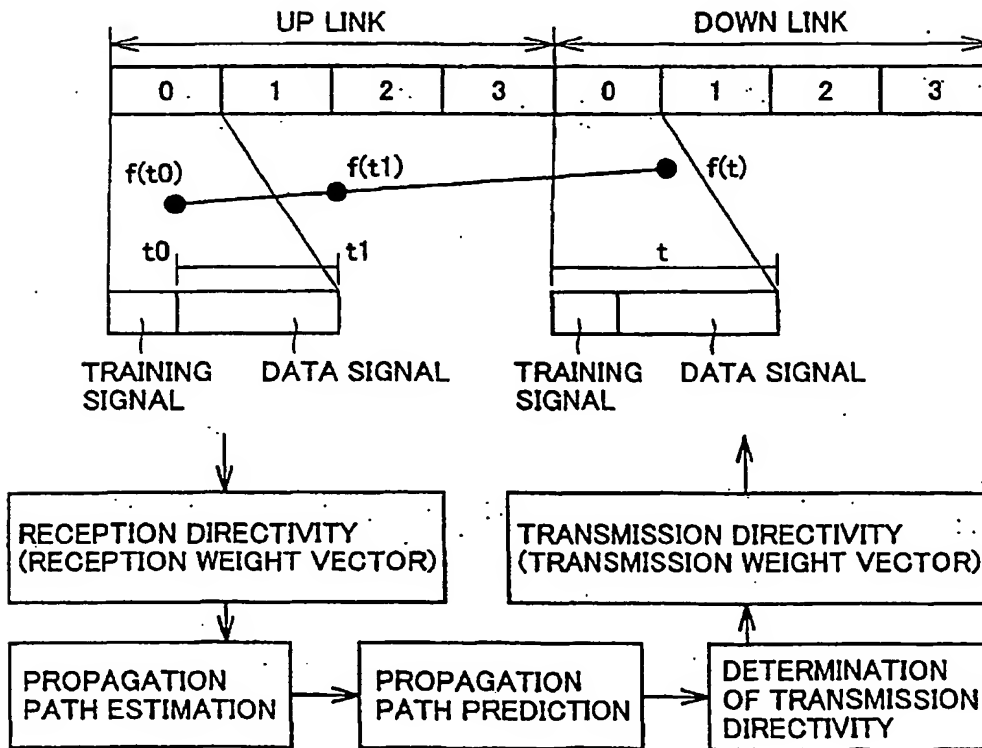 UP LINK
DOWN LINK
0 1 2 3 0 1 2 3
f(t0) f(t1) f(t)
t0 t1 t
TRAINING
SIGNAL
DATA SIGNAL
TRAINING
SIGNAL
DATA SIGNAL
RECEPTION DIRECTIVITY
(RECEPTION WEIGHT VECTOR)
TRANSMISSION DIRECTIVITY
(TRANSMISSION WEIGHT VECTOR)
PROPAGATION
PATH ESTIMATION
PROPAGATION
PATH PREDICTION
DETERMINATION
OF TRANSMISSION
DIRECTIVITY